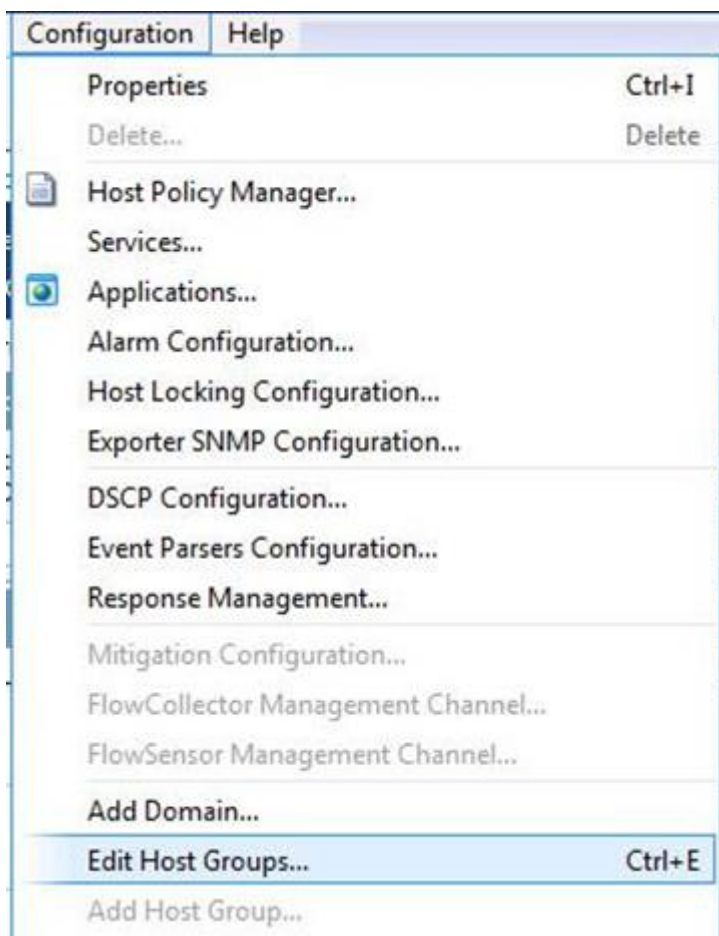 Configuration Help
Properties Ctrl+I
Delete... Delete
Host Policy Manager...
Services...
Applications...
Alarm Configuration...
Host Locking Configuration...
Exporter SNMP Configuration...
DSCP Configuration...
Event Parsers Configuration...
Response Management...
Mitigation Configuration...
FlowCollector Management Channel...
FlowSensor Management Channel...
Add Domain...
Edit Host Groups... Ctrl+E
Add Host Group...